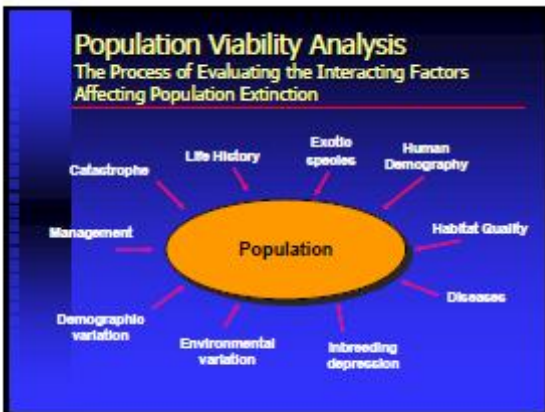 Population Viability Analysis
The Process of Evaluating the Interacting Factors
Affecting Population Extinction
Catastrophe
Life History
Exotic
species
Human
Demography
Management
Population
Habitat Quality
Demographic
variation
Environmental
variation
Inbreeding
depression
Diseases